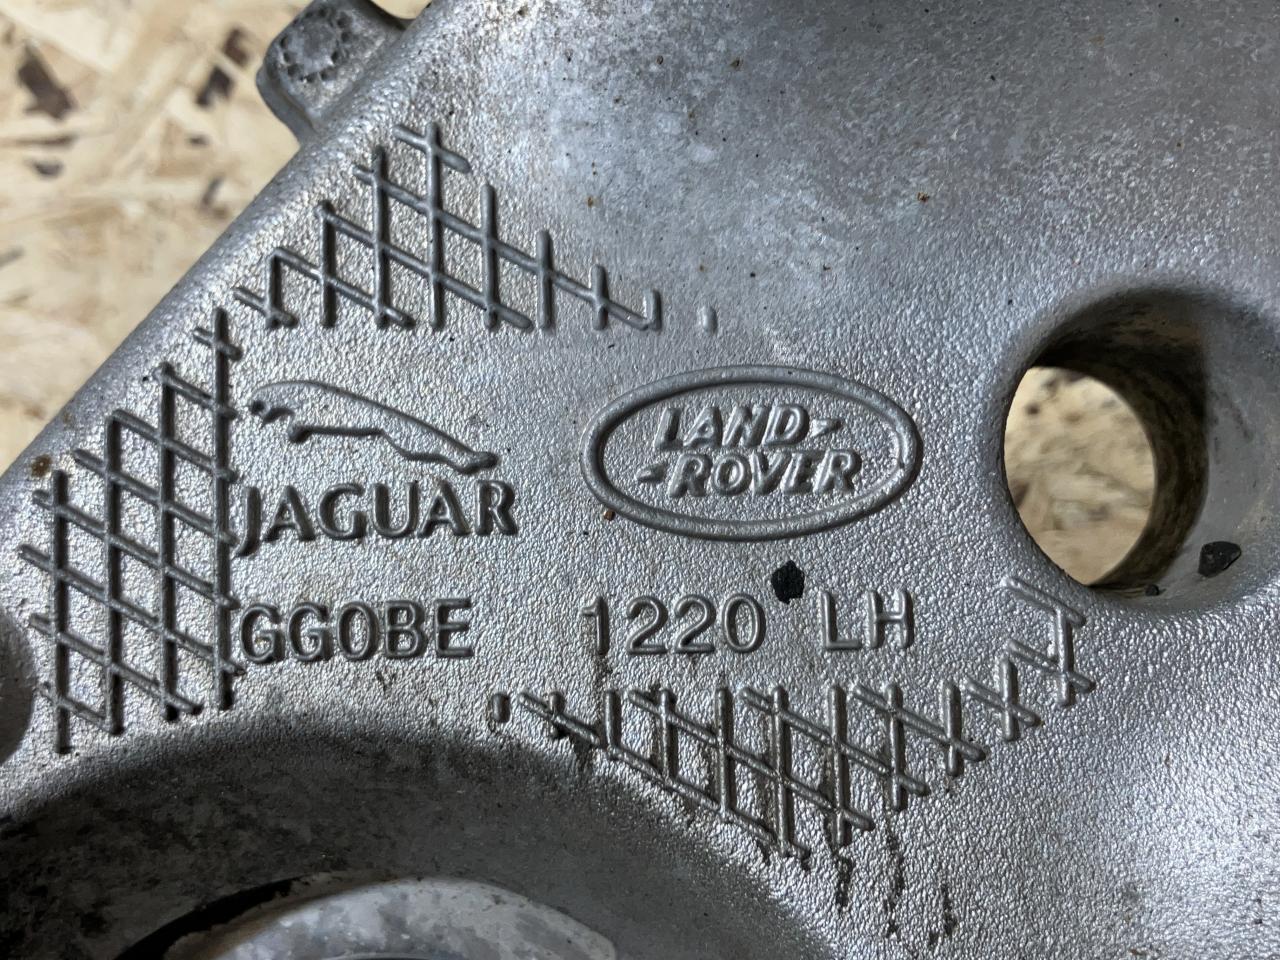 JAGUAR
LAND-
-ROVER
GG0BE 1220 LH